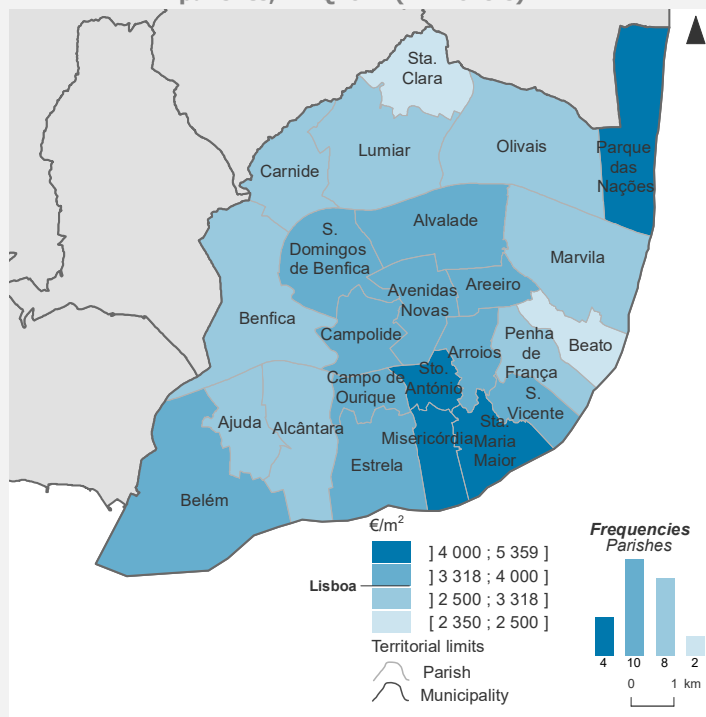 Sta.
Clara
Lumiar
Olivais
Parque
das
Nações
Carnide
S.
Domingos
de Benfica
Alvalade
Marvila
Avenidas
Novas
Areeiro
Benfica
Campolide
Penha
de
França
Beato
Arroios
Sto.
António
Campo de
Ourique
S.
Vicente
Ajuda
Alcântara
Misericórdia
Sta.
Maria
Maior
Estrela
Belém
€/m²
] 4 000 ; 5 359 ]
] 3 318 ; 4 000 ]
Lisboa
] 2 500 ; 3 318 ]
[ 2 350 ; 2 500 ]
Territorial limits
Parish
Municipality
Frequencies
Parishes
4 10 8 2
0 1 km